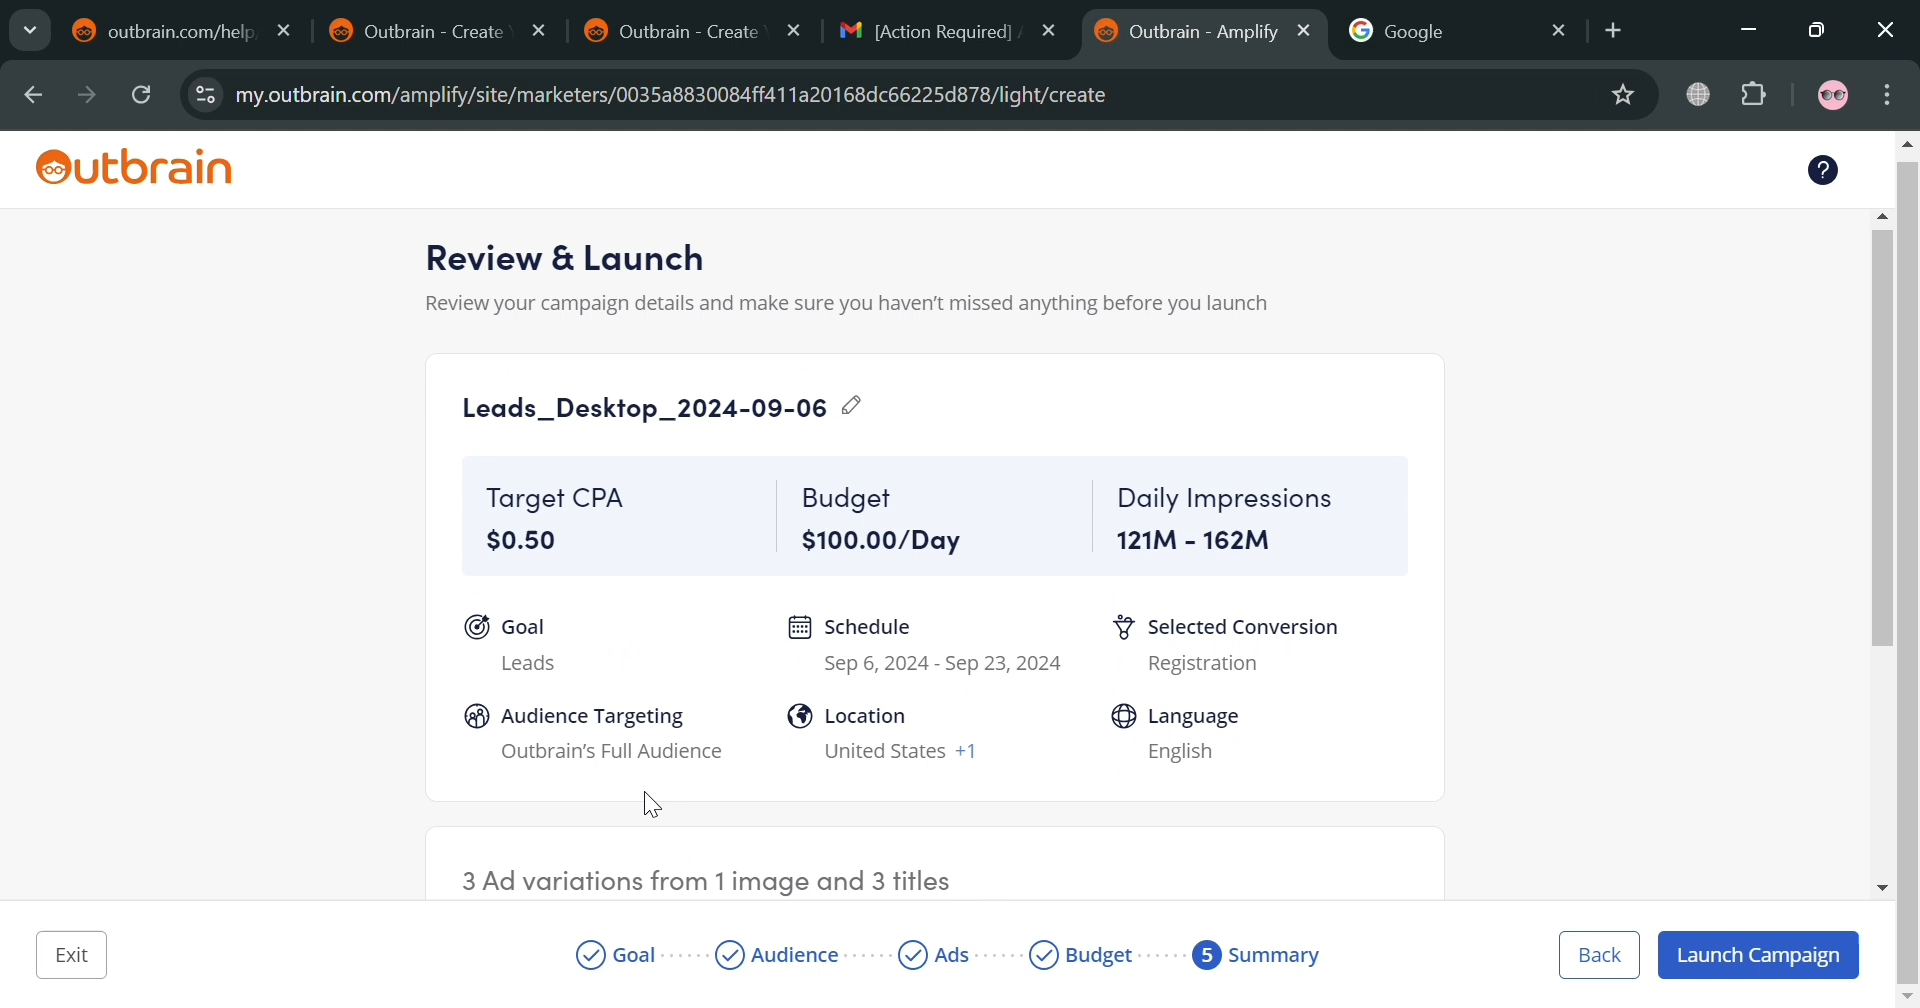 outbrain.com/help
Outbrain - Create
Outbrain - Create
[Action Required]
Outbrain - Amplify
Google
my.outbrain.com/amplify/site/marketers/0035a8830084ff411a20168dc66225d878/light/create
Outbrain
?
Review & Launch
Review your campaign details and make sure you haven't missed anything before you launch
Leads_Desktop_2024-09-06
Target CPA
$0.50
Budget
$100.00/Day
Daily Impressions
121M - 162M
Goal
Leads
Schedule
Sep 6, 2024 - Sep 23, 2024
Selected Conversion
Registration
Audience Targeting
Outbrain's Full Audience
Location
United States +1
Language
English
3 Ad variations from 1 image and 3 titles
Exit
Goal
Audience
Ads
Budget
5 Summary
Back
Launch Campaign